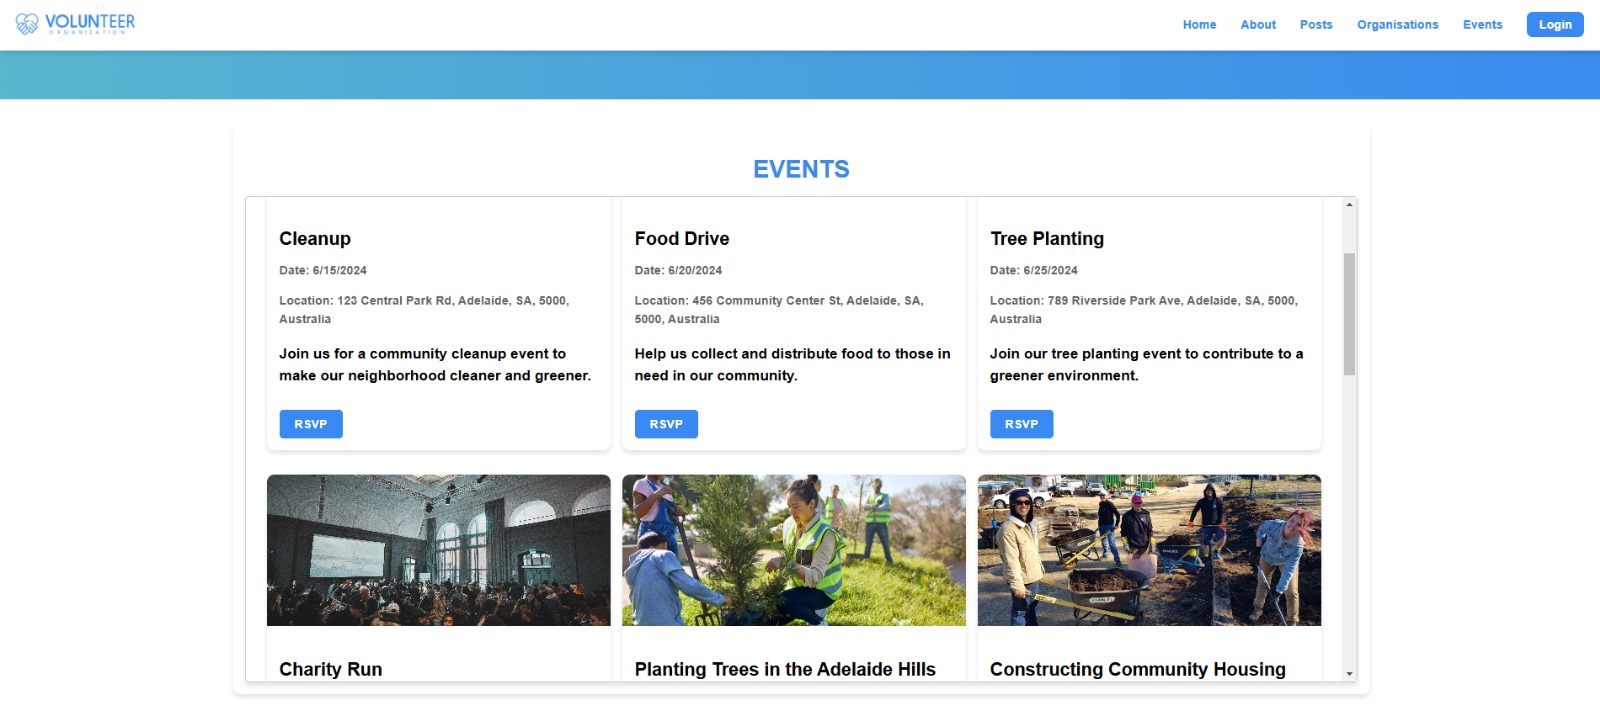 VOLUNTEER
ORGANIZATION
Home
About
Posts
Organisations
Events
Login
EVENTS
Cleanup
Date: 6/15/2024
Location: 123 Central Park Rd, Adelaide, SA, 5000,
Australia
Join us for a community cleanup event to
make our neighborhood cleaner and greener.
RSVP
Food Drive
Date: 6/20/2024
Location: 456 Community Center St, Adelaide, SA,
5000, Australia
Help us collect and distribute food to those in
need in our community.
RSVP
Tree Planting
Date: 6/25/2024
Location: 789 Riverside Park Ave, Adelaide, SA, 5000,
Australia
Join our tree planting event to contribute to a
greener environment.
RSVP
Charity Run
Planting Trees in the Adelaide Hills
Constructing Community Housing